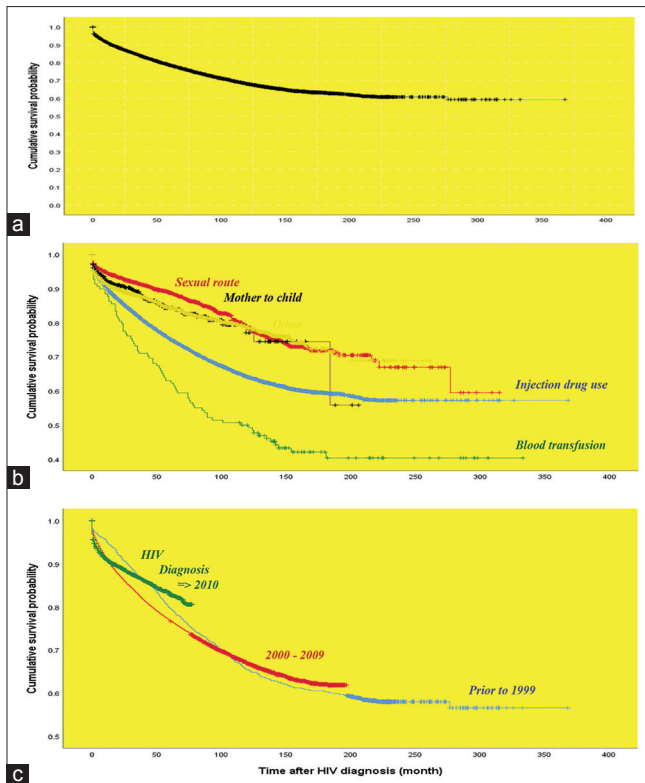 1.0
0.9
0.8
0.7
0.6
0.5
0.4
0.3
0.2
0.1
0.0
Cumulative survival probability
0 50 100 150 200 250 300 350 400
a
1.0
0.9
0.8
0.7
0.6
0.5
0.4
Cumulative survival probability
Sexual route
Mother to child
Other
Injection drug use
Blood transfusion
0 50 100 150 200 250 300 350 400
b
1.0
0.9
0.8
0.7
0.6
0.5
Cumulative survival probability
HIV
Diagnosis
=> 2010
2000 - 2009
Prior to 1999
0 50 100 150 200 250 300 350 400
Time after HIV diagnosis (month)
c